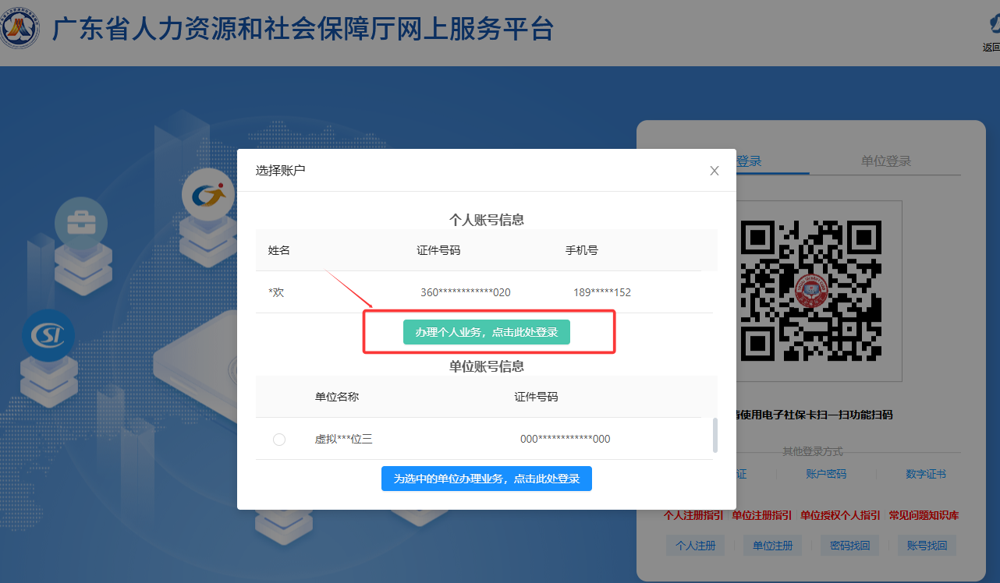 广东省人力资源和社会保障厅网上服务平台
返回
登录
单位登录
选择账户
个人账号信息
姓名 证件号码 手机号
*欢 360************020 189*****152
办理个人业务，点击此处登录
单位账号信息
单位名称 证件号码
虚拟***位三 000************000
为选中的单位办理业务，点击此处登录
使用电子社保卡扫一扫功能扫码
其他登录方式
证 账户密码 数字证书
个人注册指引 单位注册指引 单位授权个人指引 常见问题知识库
个人注册 单位注册 密码找回 账号找回